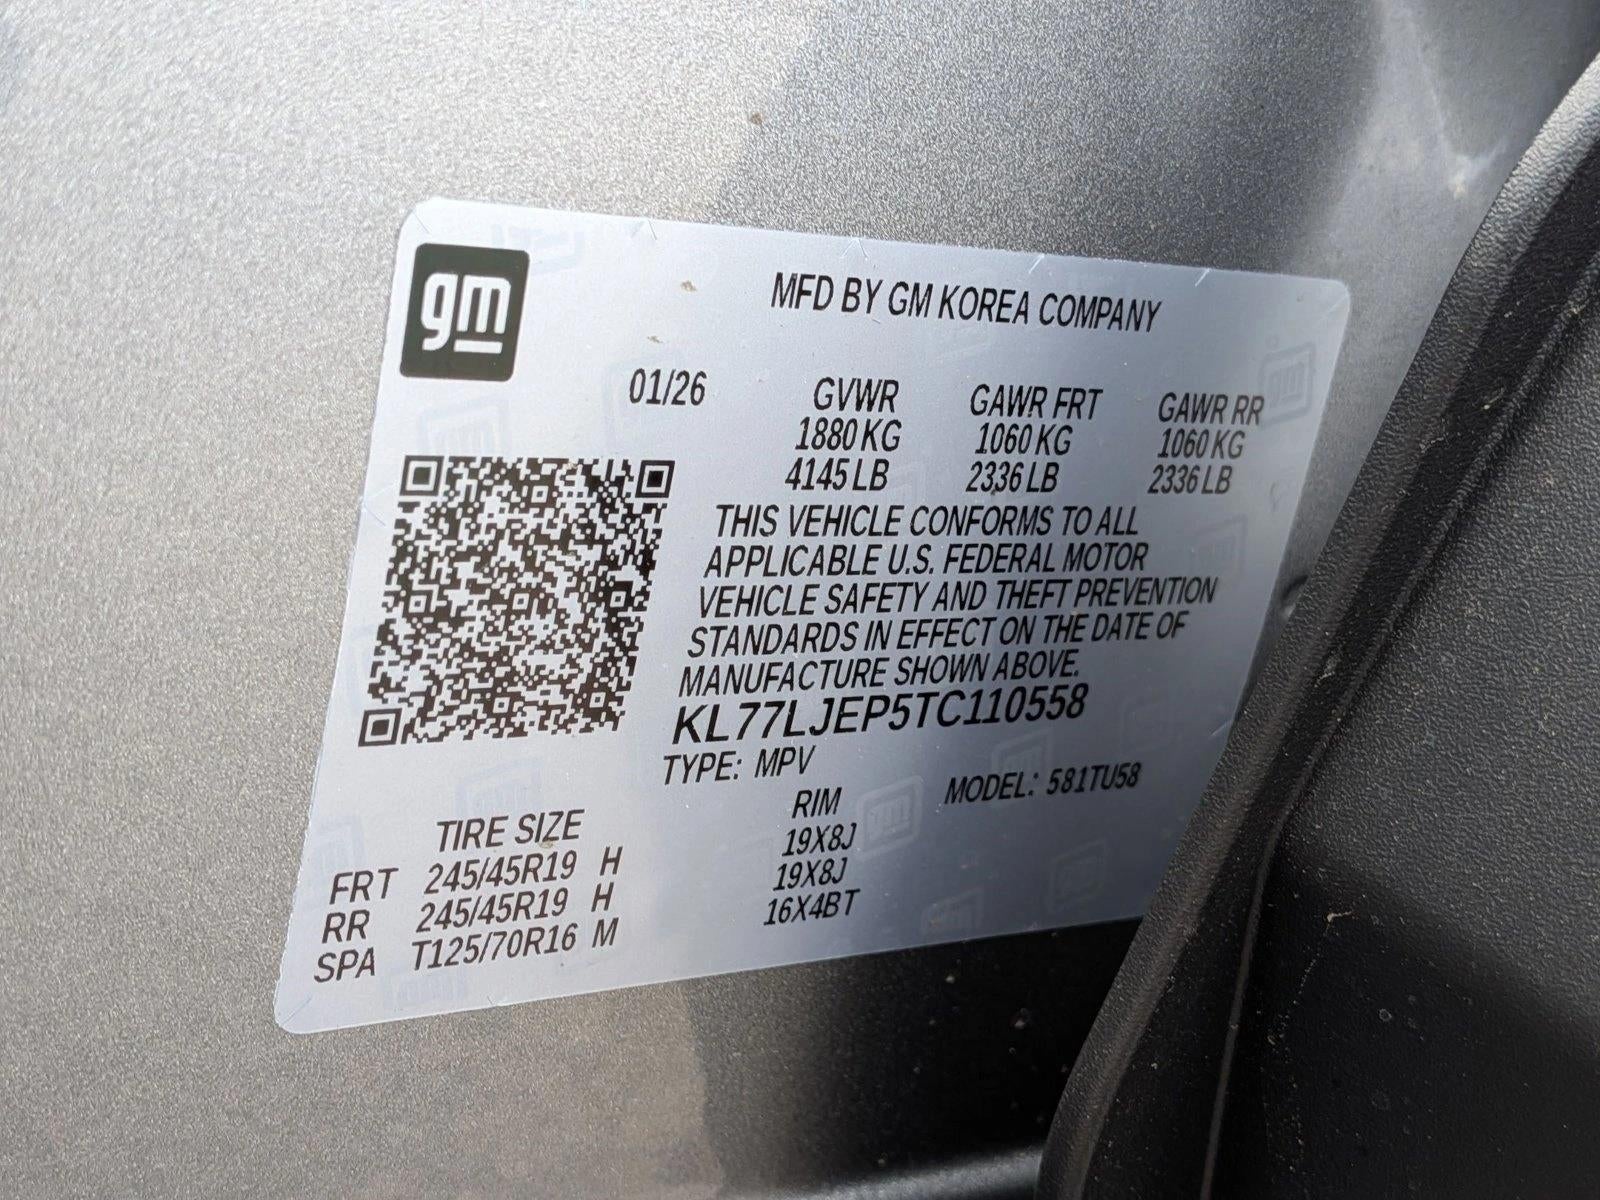 gm
MFD BY GM KOREA COMPANY
01/26 GVWR GAWR FRT GAWR RR
1880 KG 1060 KG 1060 KG
4145 LB 2336 LB 2336 LB
THIS VEHICLE CONFORMS TO ALL
APPLICABLE U.S. FEDERAL MOTOR
VEHICLE SAFETY AND THEFT PREVENTION
STANDARDS IN EFFECT ON THE DATE OF
MANUFACTURE SHOWN ABOVE.
KL77LJEP5TC110558
TYPE: MPV MODEL: 581TU58
TIRE SIZE RIM
FRT 245/45R19 H 19X8J
RR 245/45R19 H 19X8J
SPA T125/70R16 M 16X4BT